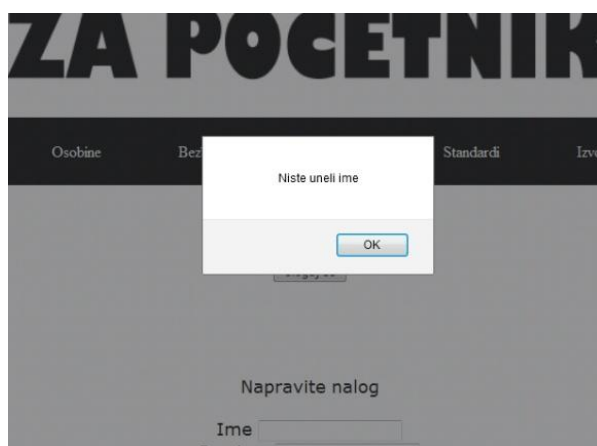 ZA POCETNIK
Osobine
Standardi
Niste uneli ime
OK
Napravite nalog
Ime